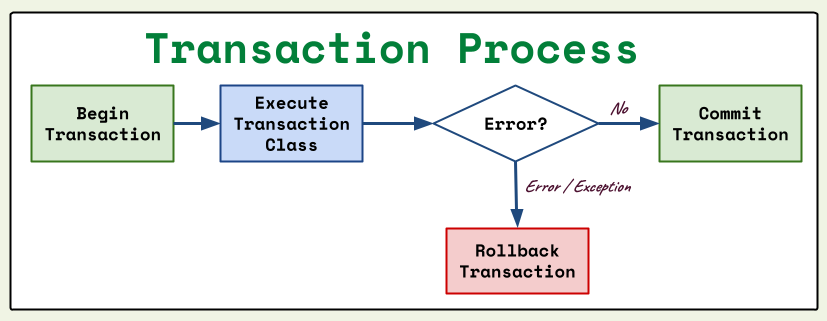 Transaction Process
Begin
Transaction
Execute
Transaction
Class
Error?
No
Commit
Transaction
Error / Exception
Rollback
Transaction